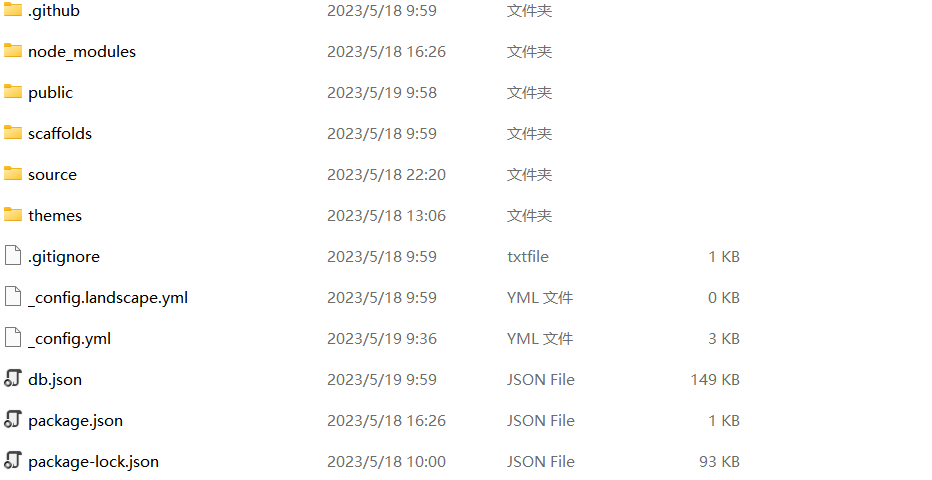 .github 2023/5/18 9:59 文件夹
node_modules 2023/5/18 16:26 文件夹
public 2023/5/19 9:58 文件夹
scaffolds 2023/5/18 9:59 文件夹
source 2023/5/18 22:20 文件夹
themes 2023/5/18 13:06 文件夹
.gitignore 2023/5/18 9:59 txtfile 1 KB
_config.landscape.yml 2023/5/18 9:59 YML 文件 0 KB
_config.yml 2023/5/19 9:36 YML 文件 3 KB
db.json 2023/5/19 9:59 JSON File 149 KB
package.json 2023/5/18 16:26 JSON File 1 KB
package-lock.json 2023/5/18 10:00 JSON File 93 KB